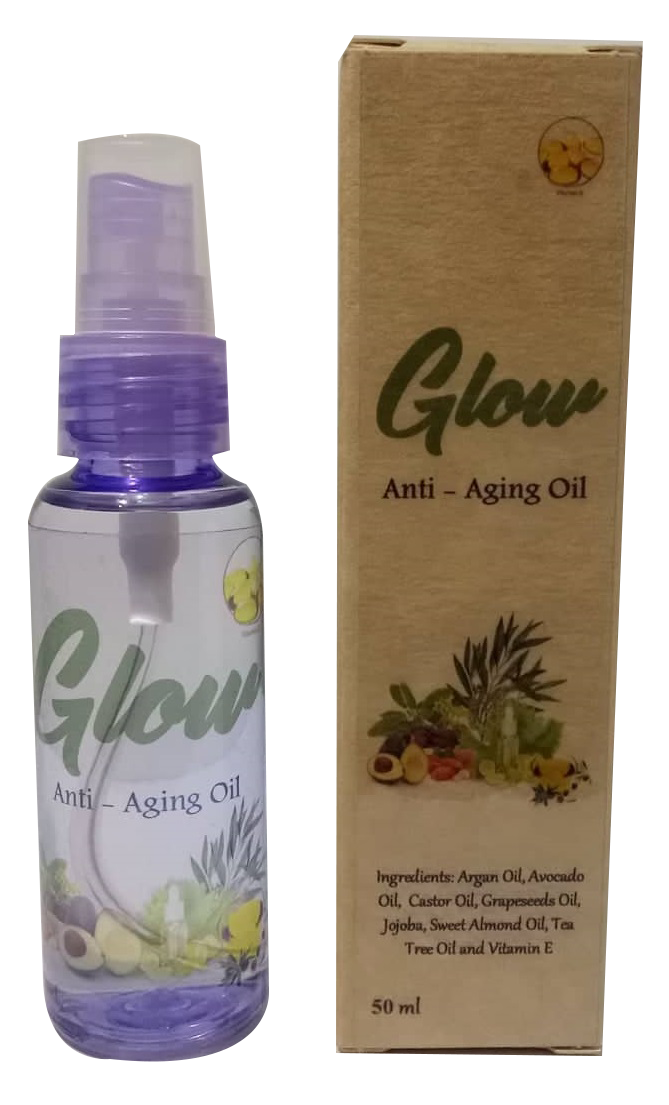 Glow
Anti – Aging Oil
Glow
Anti – Aging Oil
Ingredients: Argan Oil, Avocado
Oil, Castor Oil, Grapeseeds Oil,
Jojoba, Sweet Almond Oil, Tea
Tree Oil and Vitamin E
50 ml